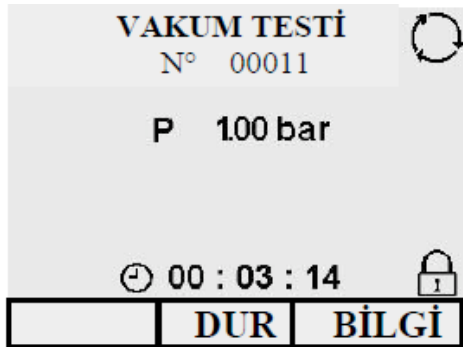 VAKUM TESTİ
N° 00011
P 1.00 bar
00 : 03 : 14
DUR BİLGİ